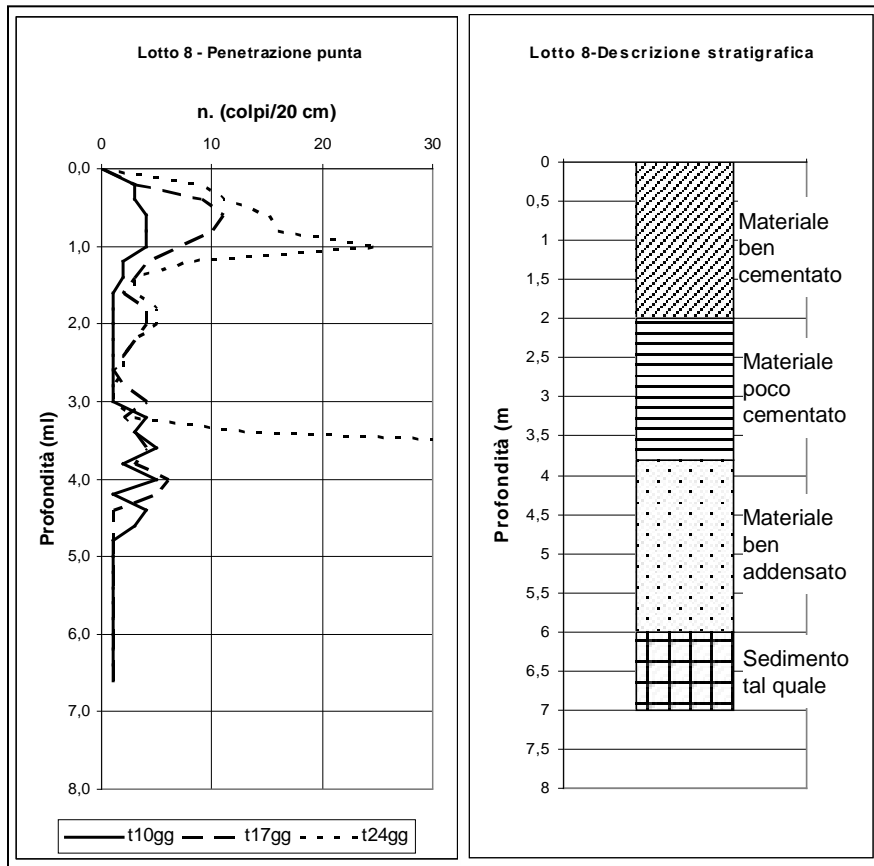 Lotto 8 - Penetrazione punta
n. (colpi/20 cm)
0 10 20 30
0,0
1,0
2,0
3,0
4,0
5,0
6,0
7,0
8,0
Profondità (ml)
t10gg t17gg t24gg
Lotto 8-Descrizione stratigrafica
0
0,5
1
1,5
2
2,5
3
3,5
4
4,5
5
5,5
6
6,5
7
7,5
8
Profondità (m
Materiale
ben
cementato
Materiale
poco
cementato
Materiale
ben
addensato
Sedimento
tal quale